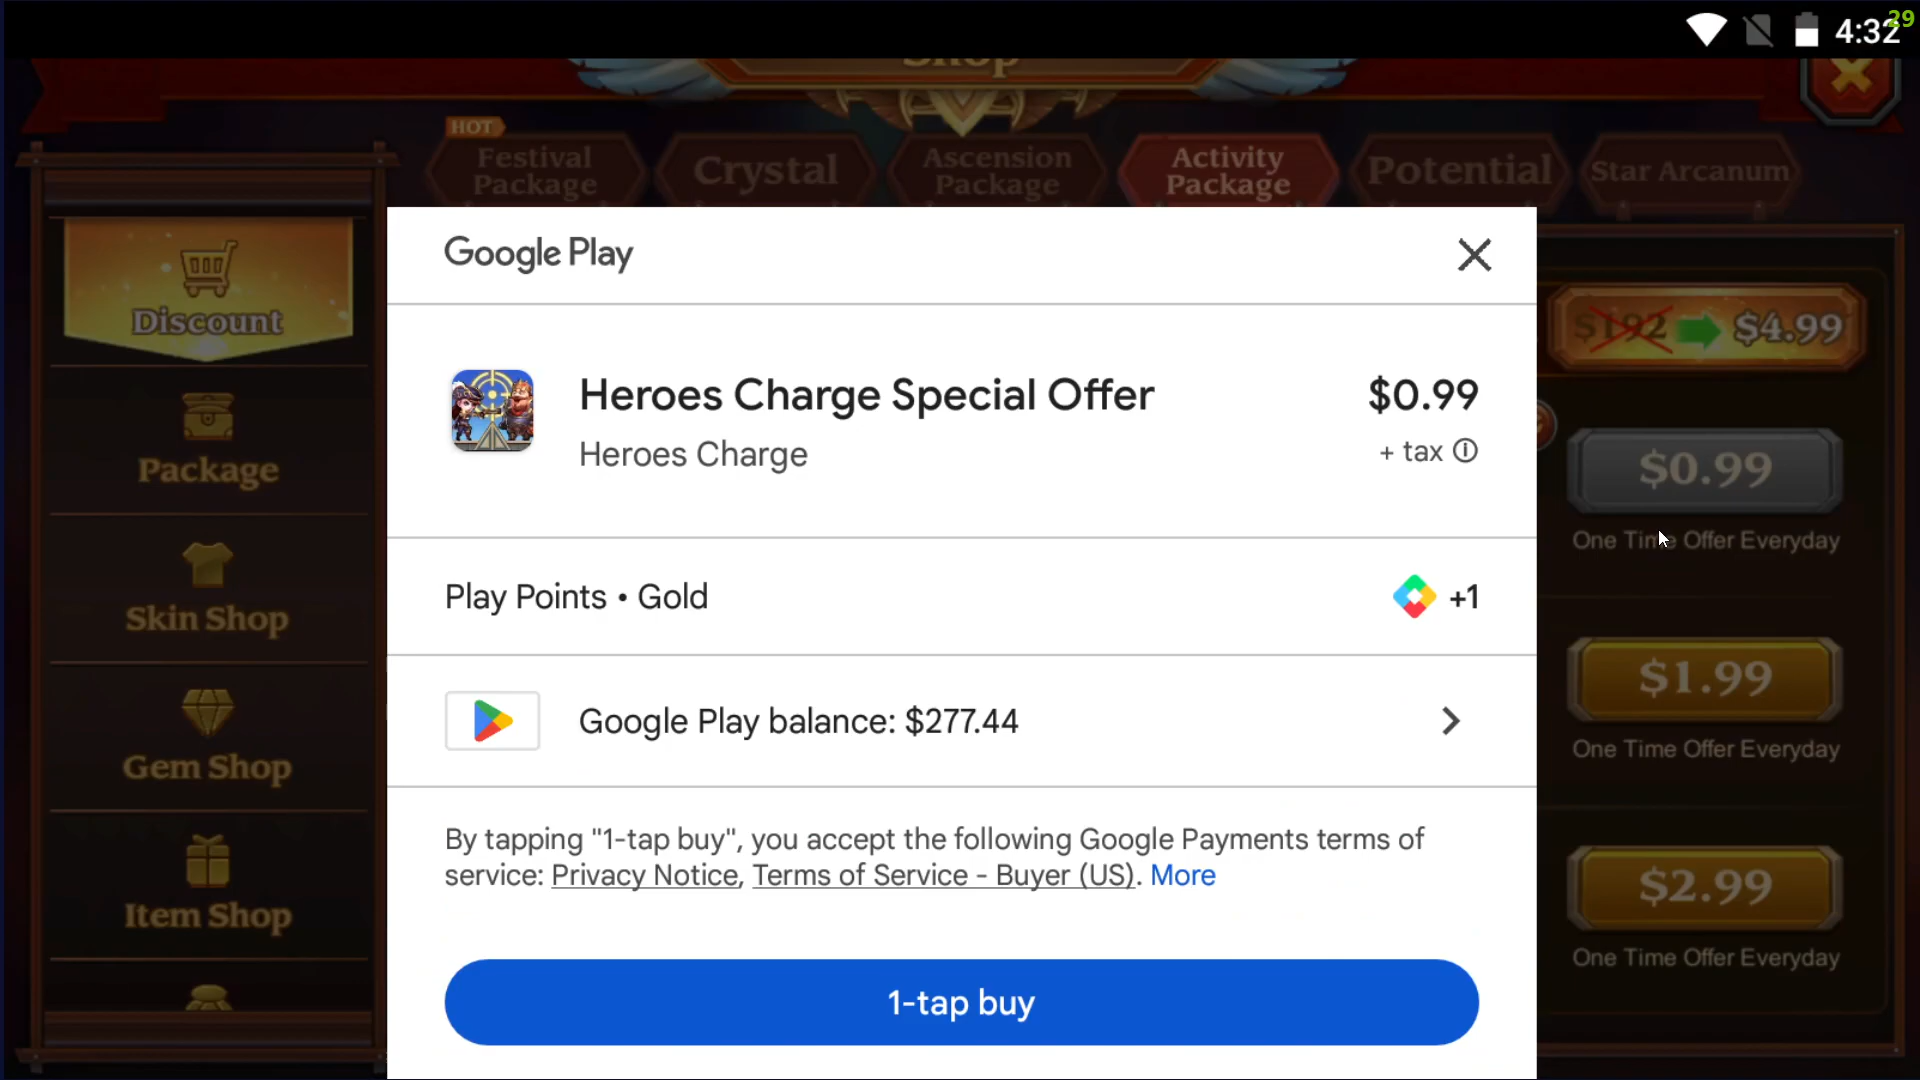 29
4:32
Shop
HOT
Festival
Package
Crystal
Ascension
Package
Activity
Package
Potential
Star Arcanum
Discount
Package
Skin Shop
Gem Shop
Item Shop
Google Play
Heroes Charge Special Offer
$0.99
Heroes Charge
+ tax
Play Points • Gold
+1
Google Play balance: $277.44
By tapping "1-tap buy", you accept the following Google Payments terms of
service: Privacy Notice, Terms of Service - Buyer (US). More
1-tap buy
$192 $4.99
$0.99
One Time Offer Everyday
$1.99
One Time Offer Everyday
$2.99
One Time Offer Everyday